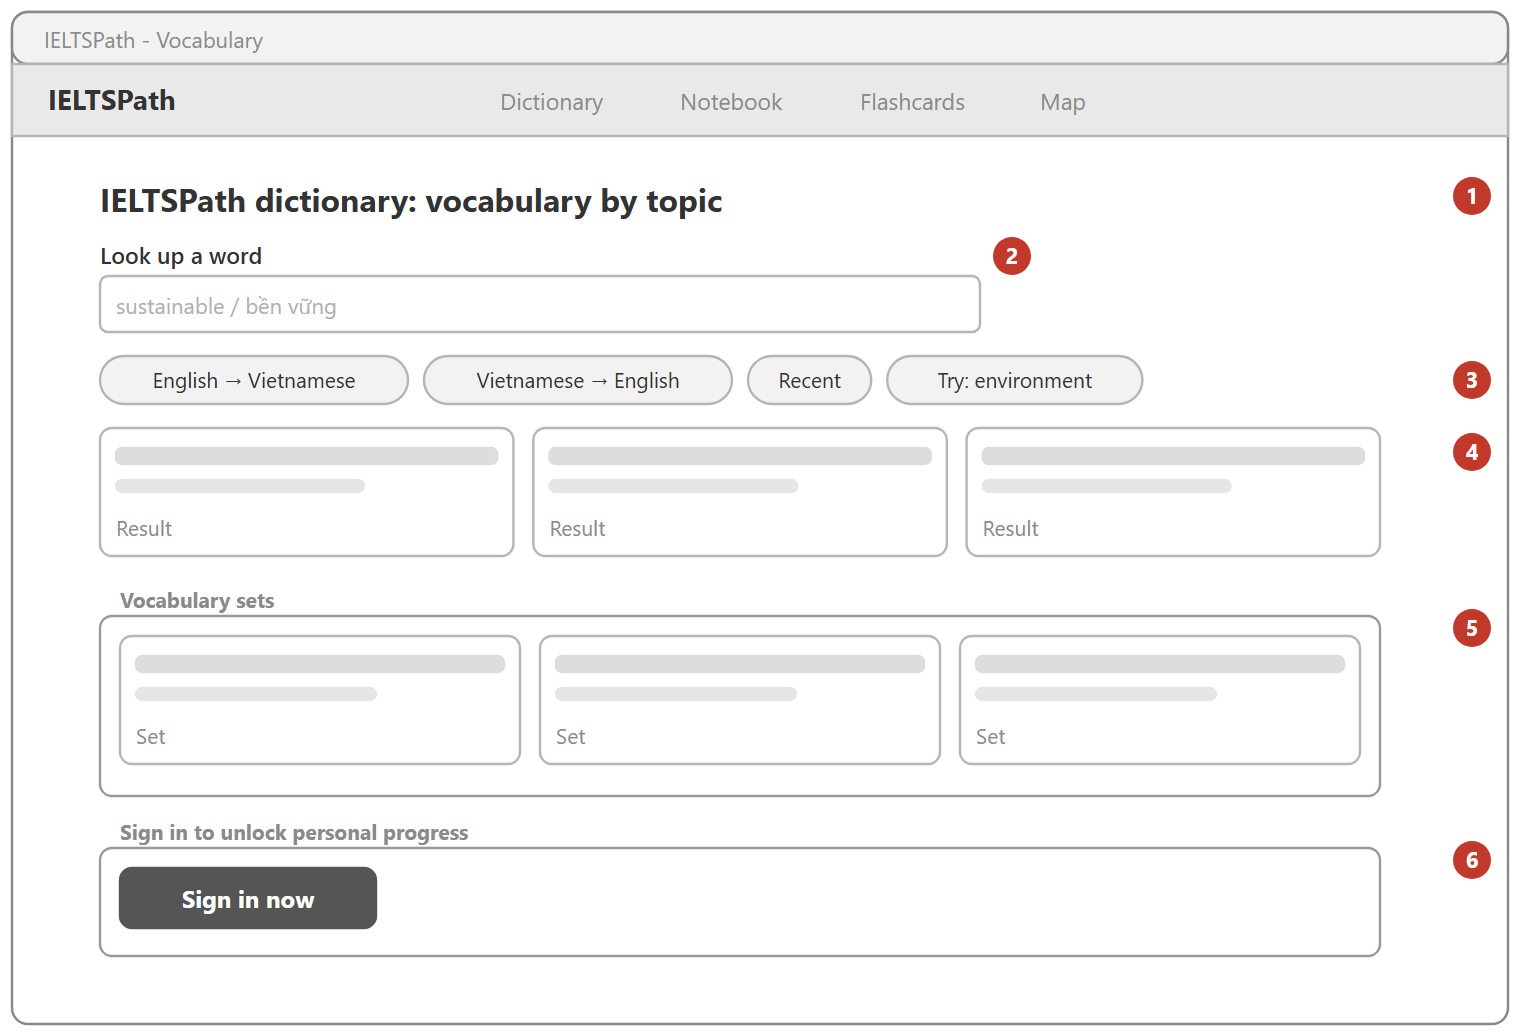 IELTSPath - Vocabulary
IELTSPath Dictionary Notebook Flashcards Map
IELTSPath dictionary: vocabulary by topic 1
Look up a word 2
sustainable / bền vững
English → Vietnamese Vietnamese → English Recent Try: environment 3
4
Result Result Result
Vocabulary sets
5
Set Set Set
Sign in to unlock personal progress
6
Sign in now